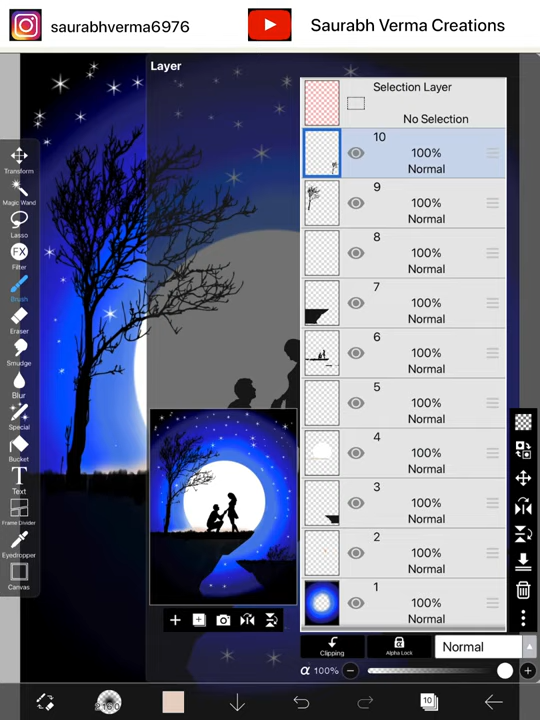 saurabhverma6976
Saurabh Verma Creations
Layer
Selection Layer
No Selection
10
100%
Normal
9
100%
Normal
8
100%
Normal
7
100%
Normal
6
100%
Normal
5
100%
Normal
4
100%
Normal
3
100%
Normal
2
100%
Normal
1
100%
Normal
Transform
Magic Wand
Lasso
FX
Filter
Brush
Eraser
Smudge
Blur
Special
Bucket
T
Text
Frame Divider
Eyedropper
Canvas
Clipping
Alpha Lock
Normal
α 100%
10